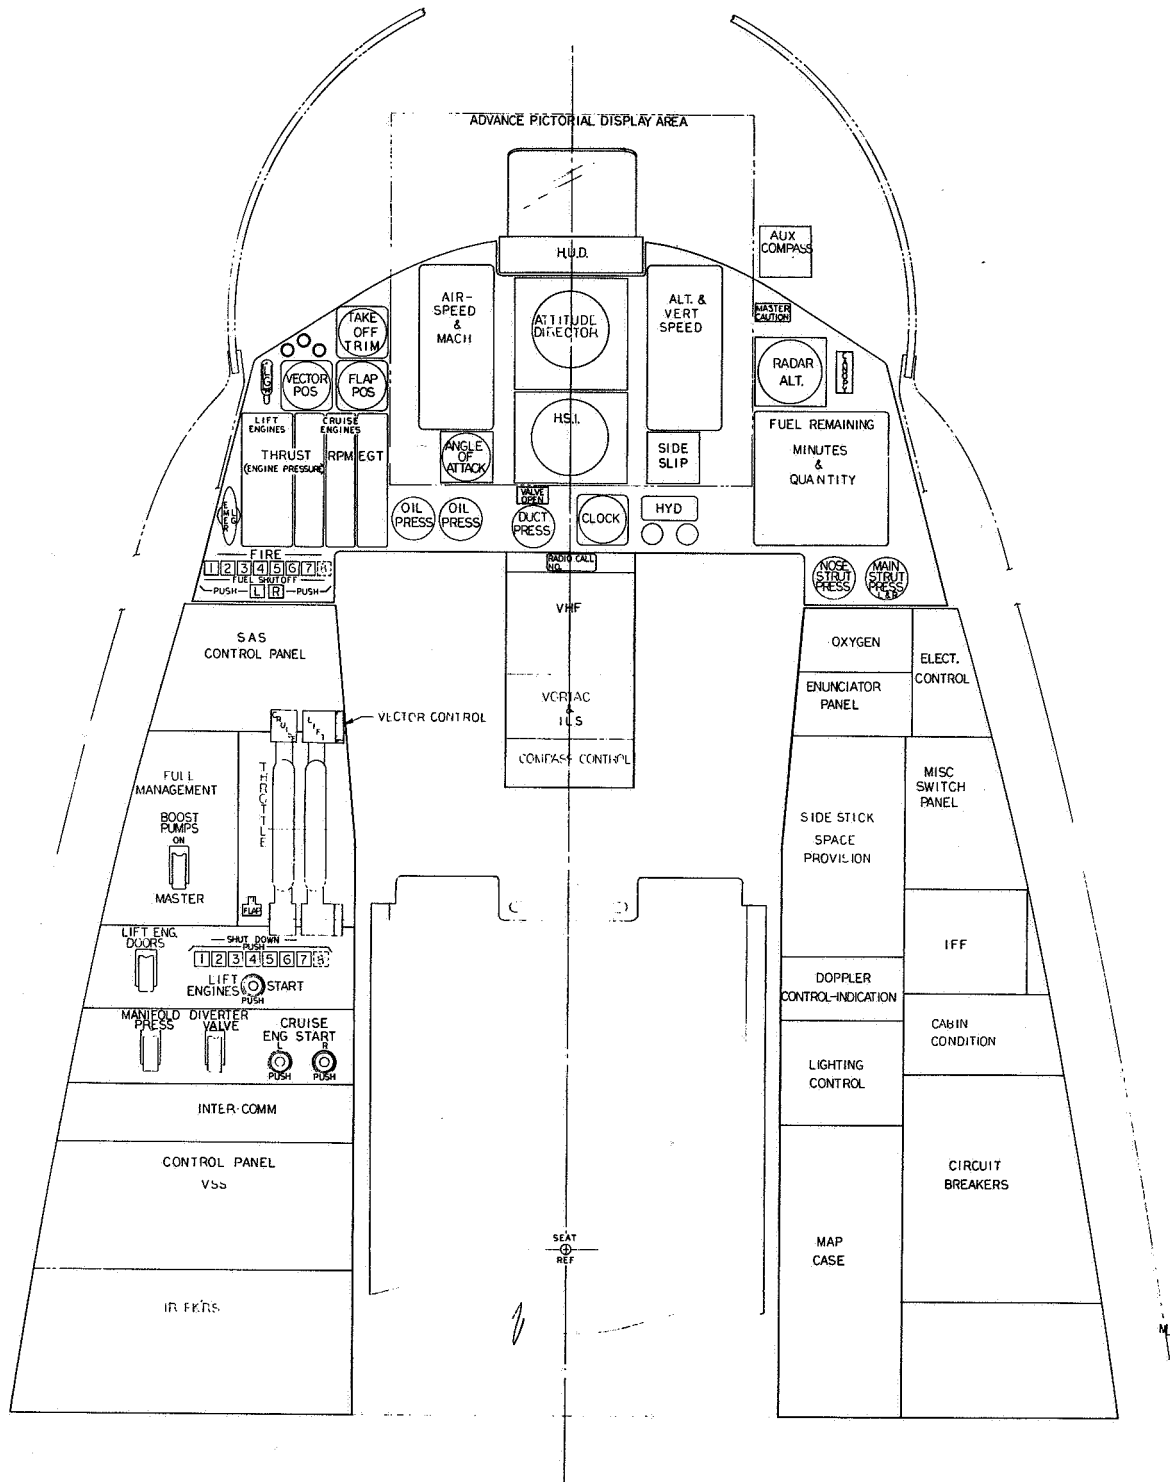 ADVANCE PICTORIAL DISPLAY AREA
H.U.D.
AUX
COMPASS
AIR-
SPEED
&
MACH
ATTITUDE
DIRECTOR
ALT. &
VERT
SPEED
MASTER
CAUTION
TAKE
OFF
TRIM
VECTOR
POS
FLAP
POS
RADAR
ALT.
CANOPY
H.S.I.
LIFT
ENGINES
CRUISE
ENGINES
THRUST
(ENGINE PRESSURE)
RPM
EGT
ANGLE
OF
ATTACK
SIDE
SLIP
FUEL REMAINING
MINUTES
&
QUANTITY
EMER
LG
OIL
PRESS
OIL
PRESS
VALVE
OPEN
DUCT
PRESS
CLOCK
HYD
FIRE
1 2 3 4 5 6 7 8
FUEL SHUTOFF
PUSH L R PUSH
RADIO CALL
NO.
NOSE
STRUT
PRESS
MAIN
STRUT
PRESS
L&R
SAS
CONTROL PANEL
VHF
VORTAC
&
ILS
COMPASS CONTROL
OXYGEN
ENUNCIATOR
PANEL
ELECT.
CONTROL
CRUISE
LIFT
VECTOR CONTROL
FULL
MANAGEMENT
BOOST
PUMPS
ON
MASTER
THROTTLE
FLAP
SIDE STICK
SPACE
PROVISION
MISC
SWITCH
PANEL
LIFT ENG.
DOORS
SHUT DOWN
PUSH
1 2 3 4 5 6 7 8
LIFT
ENGINES
START
PUSH
IFF
DOPPLER
CONTROL-INDICATION
MANIFOLD
PRESS
DIVERTER
VALVE
CRUISE
ENG START
L R
PUSH PUSH
CABIN
CONDITION
LIGHTING
CONTROL
INTER-COMM
CONTROL PANEL
VSS
CIRCUIT
BREAKERS
MAP
CASE
SEAT
REF